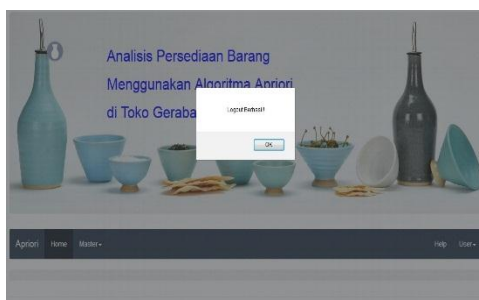 Analisis Persediaan Barang
Menggunakan Algoritma Apriori
di Toko Geraba
Logout Berhasil!
OK
Apriori Home Master Help User